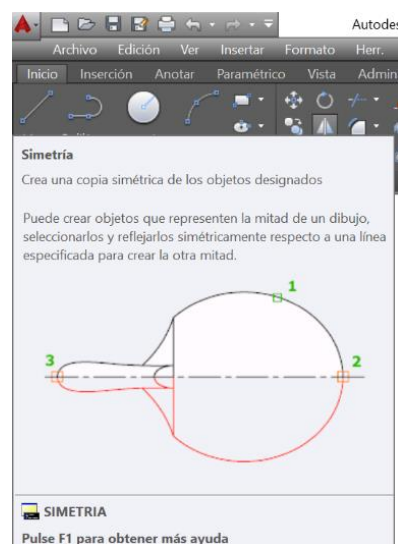 Autodes
Archivo Edición Ver Insertar Formato Herr.
Inicio Inserción Anotar Paramétrico Vista Admin
Simetría
Crea una copia simétrica de los objetos designados
Puede crear objetos que representen la mitad de un dibujo,
seleccionarlos y reflejarlos simétricamente respecto a una línea
especificada para crear la otra mitad.
1
3
2
SIMETRIA
Pulse F1 para obtener más ayuda